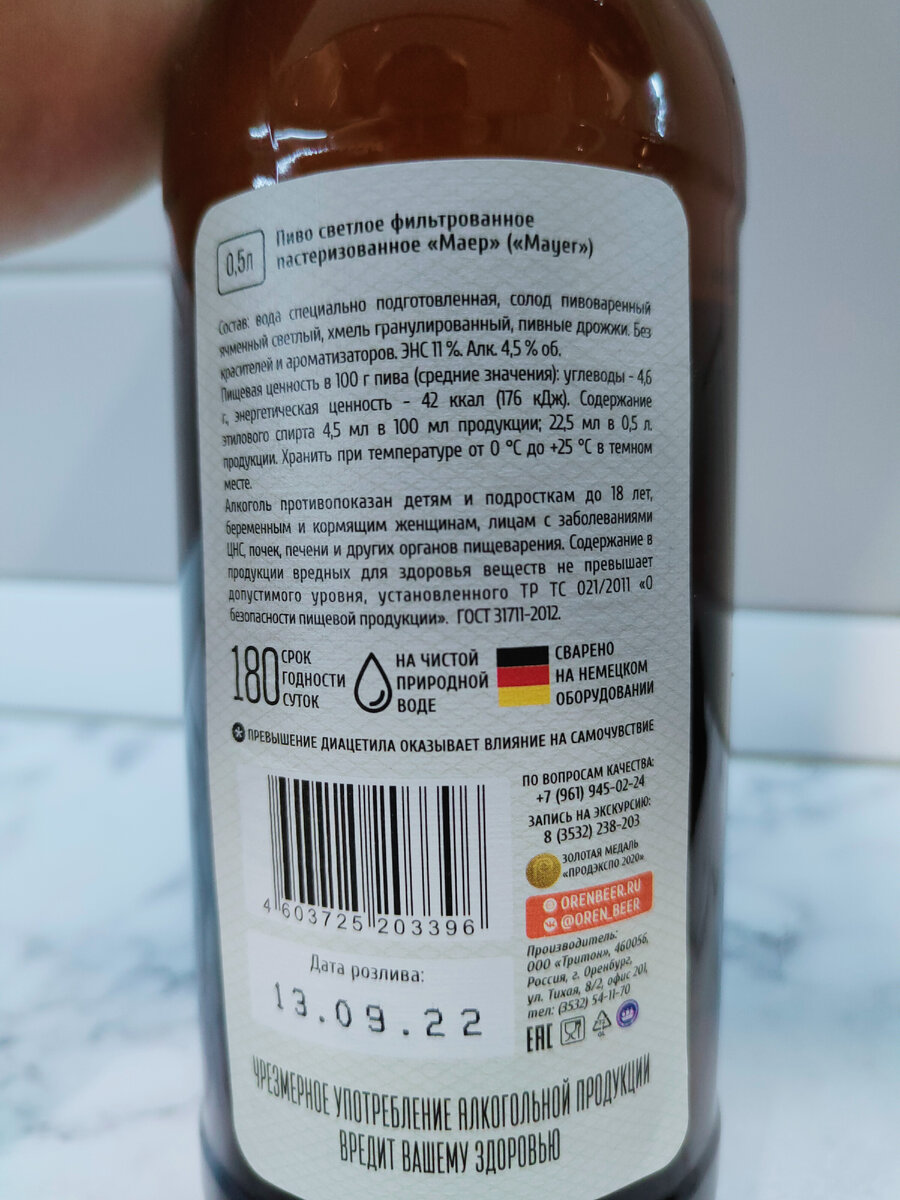 0,5л
Пиво светлое фильтрованное
пастеризованное «Маер» («Mayer»)
Состав: вода специально подготовленная, солод пивоваренный
ячменный светлый, хмель гранулированный, пивные дрожжи. Без
красителей и ароматизаторов. ЭНС 11 %. Алк. 4,5 % об.
Пищевая ценность в 100 г пива (средние значения): углеводы - 4,6
г, энергетическая ценность - 42 ккал (176 кДж). Содержание
этилового спирта 4,5 мл в 100 мл продукции; 22,5 мл в 0,5 л.
продукции. Хранить при температуре от 0 °C до +25 °C в темном
месте.
Алкоголь противопоказан детям и подросткам до 18 лет,
беременным и кормящим женщинам, лицам с заболеваниями
ЦНС, почек, печени и других органов пищеварения. Содержание в
продукции вредных для здоровья веществ не превышает
допустимого уровня, установленного ТР ТС 021/2011 «О
безопасности пищевой продукции». ГОСТ 31711-2012.
180 СРОК ГОДНОСТИ СУТОК
НА ЧИСТОЙ
ПРИРОДНОЙ
ВОДЕ
СВАРЕНО
НА НЕМЕЦКОМ
ОБОРУДОВАНИИ
ПРЕВЫШЕНИЕ ДИАЦЕТИЛА ОКАЗЫВАЕТ ВЛИЯНИЕ НА САМОЧУВСТВИЕ
4 603725 203396
Дата розлива:
13.09.22
ПО ВОПРОСАМ КАЧЕСТВА:
+7 (961) 945-02-24
ЗАПИСЬ НА ЭКСКУРСИЮ:
8 (3532) 238-203
ЗОЛОТАЯ МЕДАЛЬ
«ПРОДЭКСПО 2020»
ORENBEER.RU
@OREN_BEER
Производитель:
ООО «Тритон», 460056,
Россия, г. Оренбург,
ул. Тихая, 8/2, офис 201,
тел: (3532) 54-11-70
EAC
ЧРЕЗМЕРНОЕ УПОТРЕБЛЕНИЕ АЛКОГОЛЬНОЙ ПРОДУКЦИИ
ВРЕДИТ ВАШЕМУ ЗДОРОВЬЮ